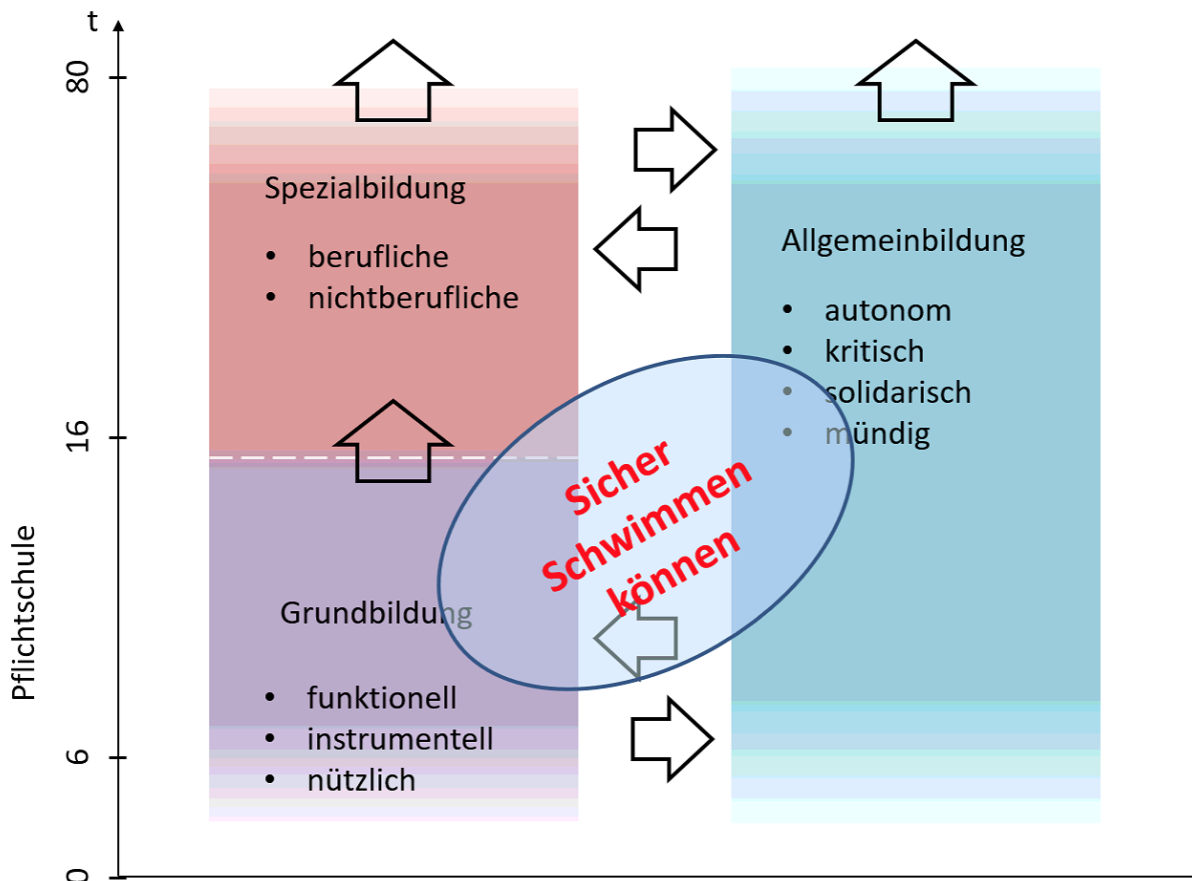 t
80
16
Pflichtschule
6
0
Spezialbildung
• berufliche
• nichtberufliche
Grundbildung
• funktionell
• instrumentell
• nützlich
Allgemeinbildung
• autonom
• kritisch
• solidarisch
• mündig
Sicher
Schwimmen
können